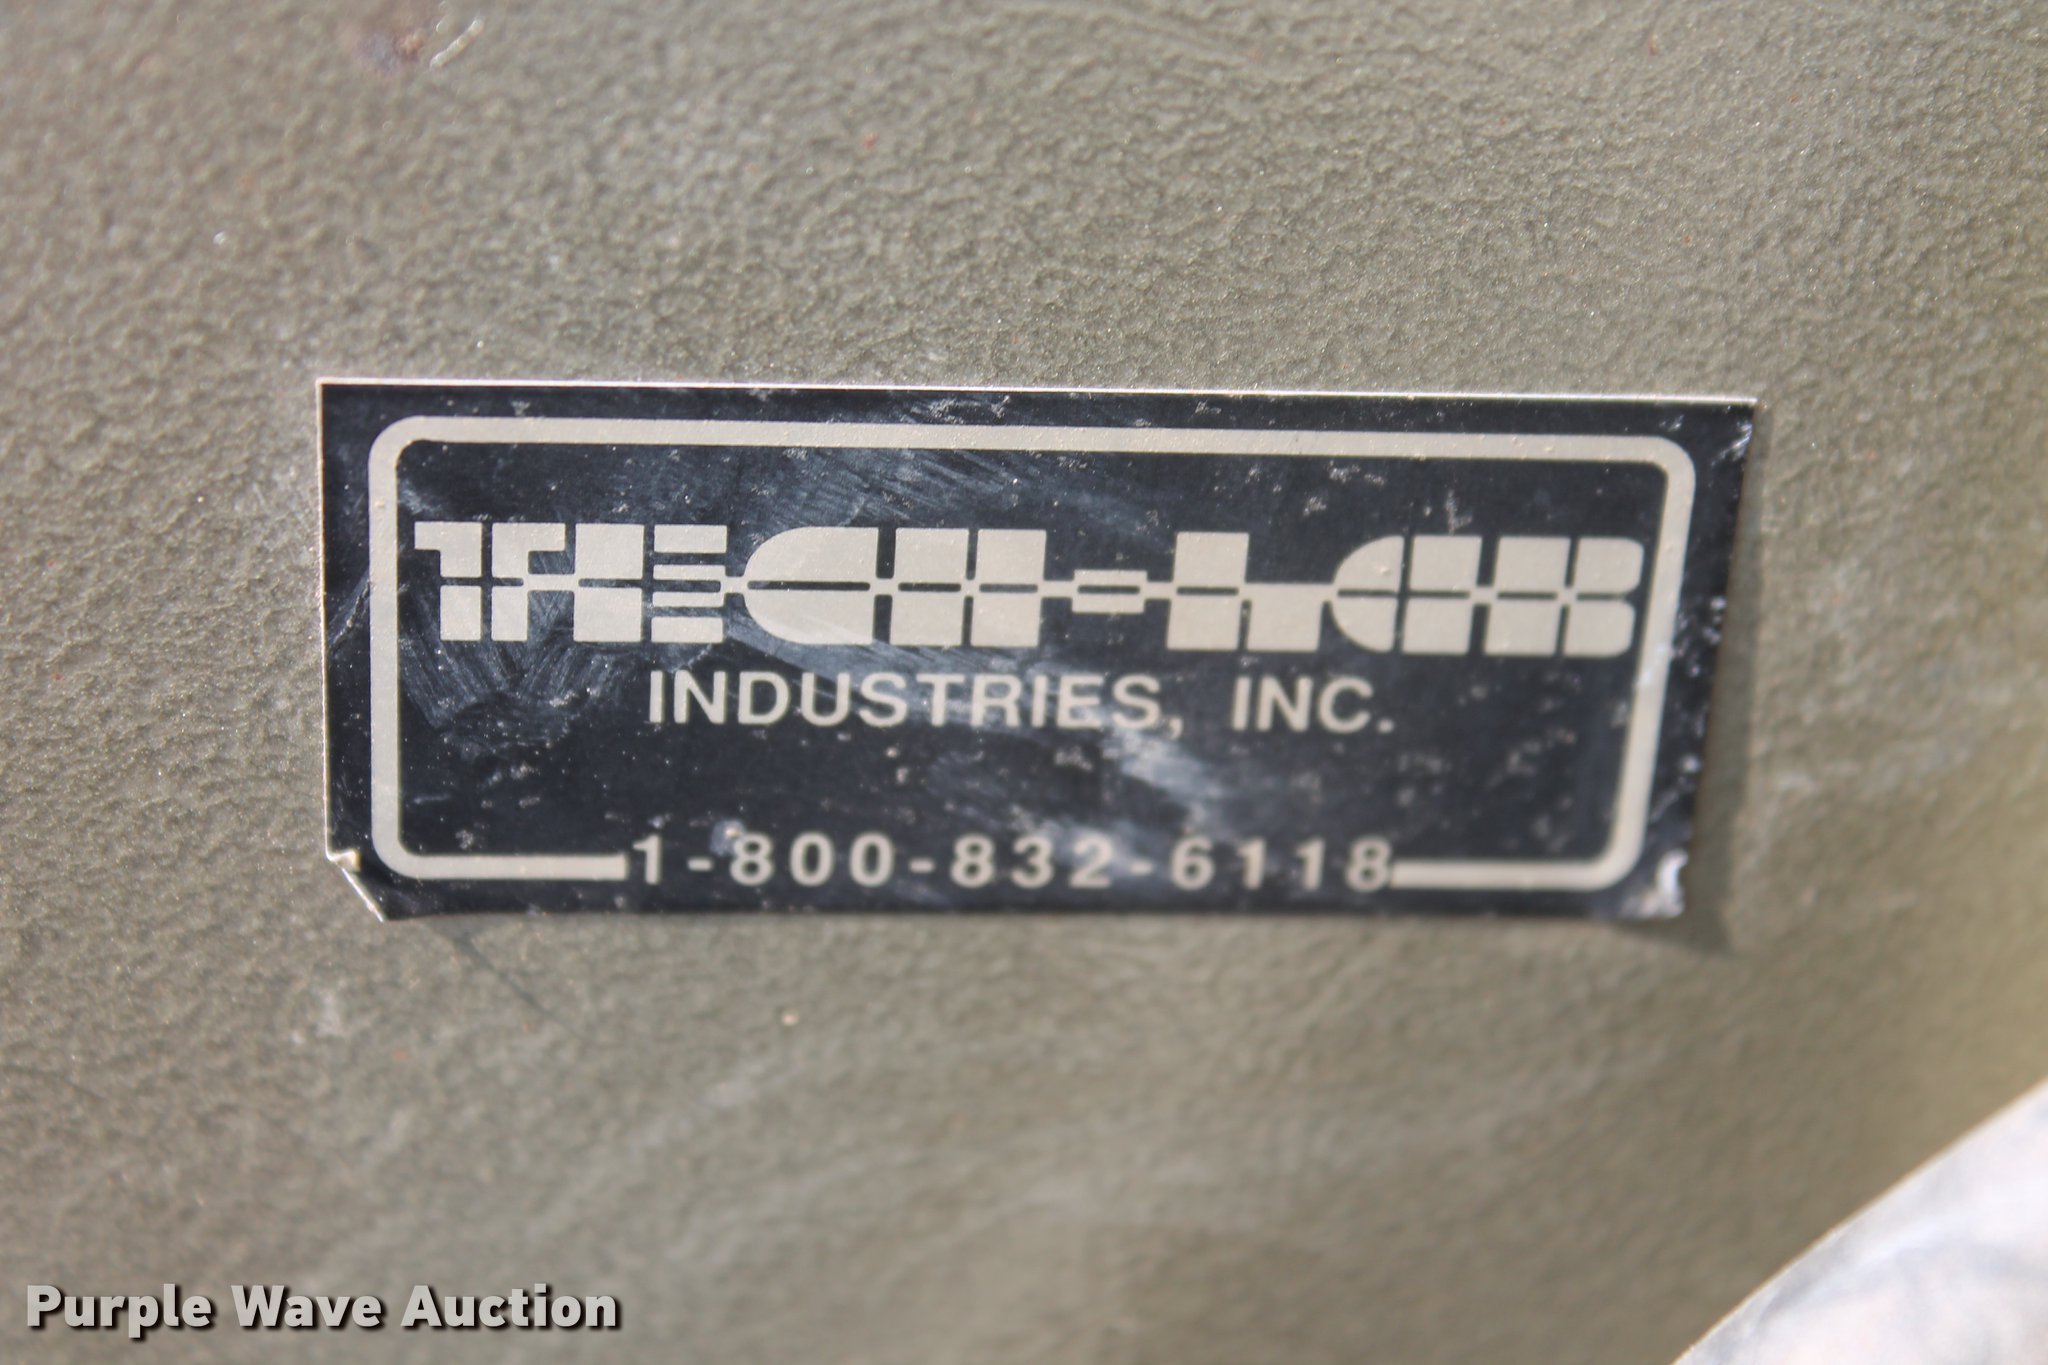 TECH-LAB
INDUSTRIES, INC.
1-800-832-6118
Purple Wave Auction